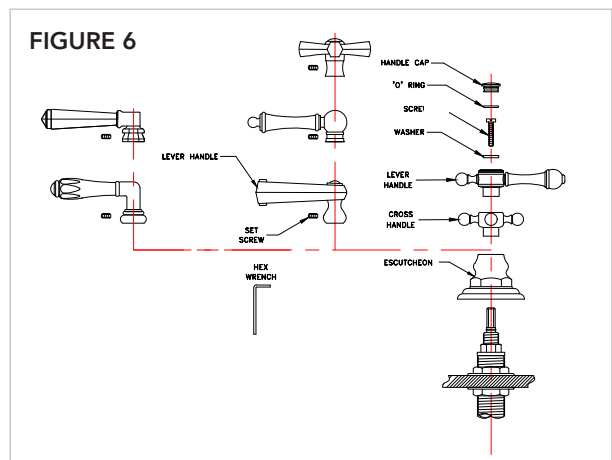 FIGURE 6
HANDLE CAP
'O' RING
SCREW
WASHER
LEVER HANDLE
LEVER
HANDLE
CROSS
HANDLE
SET
SCREW
ESCUTCHEON
HEX
WRENCH